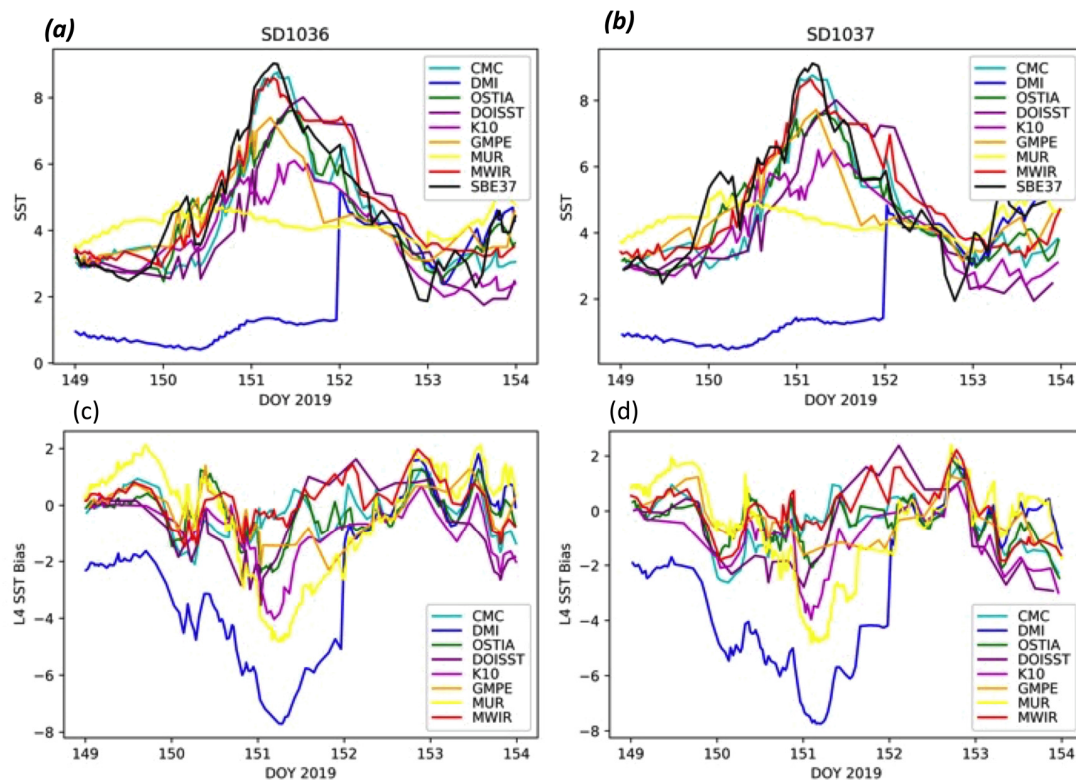 (a)
SD1036
SST
8
6
4
2
0
149 150 151 152 153 154
DOY 2019
CMC
DMI
OSTIA
DOISST
K10
GMPE
MUR
MWIR
SBE37
(b)
SD1037
SST
8
6
4
2
149 150 151 152 153 154
DOY 2019
CMC
DMI
OSTIA
DOISST
K10
GMPE
MUR
MWIR
SBE37
(c)
L4 SST Bias
2
0
−2
−4
−6
−8
149 150 151 152 153 154
DOY 2019
CMC
DMI
OSTIA
DOISST
K10
GMPE
MUR
MWIR
(d)
L4 SST Bias
2
0
−2
−4
−6
−8
149 150 151 152 153 154
DOY 2019
CMC
DMI
OSTIA
DOISST
K10
GMPE
MUR
MWIR